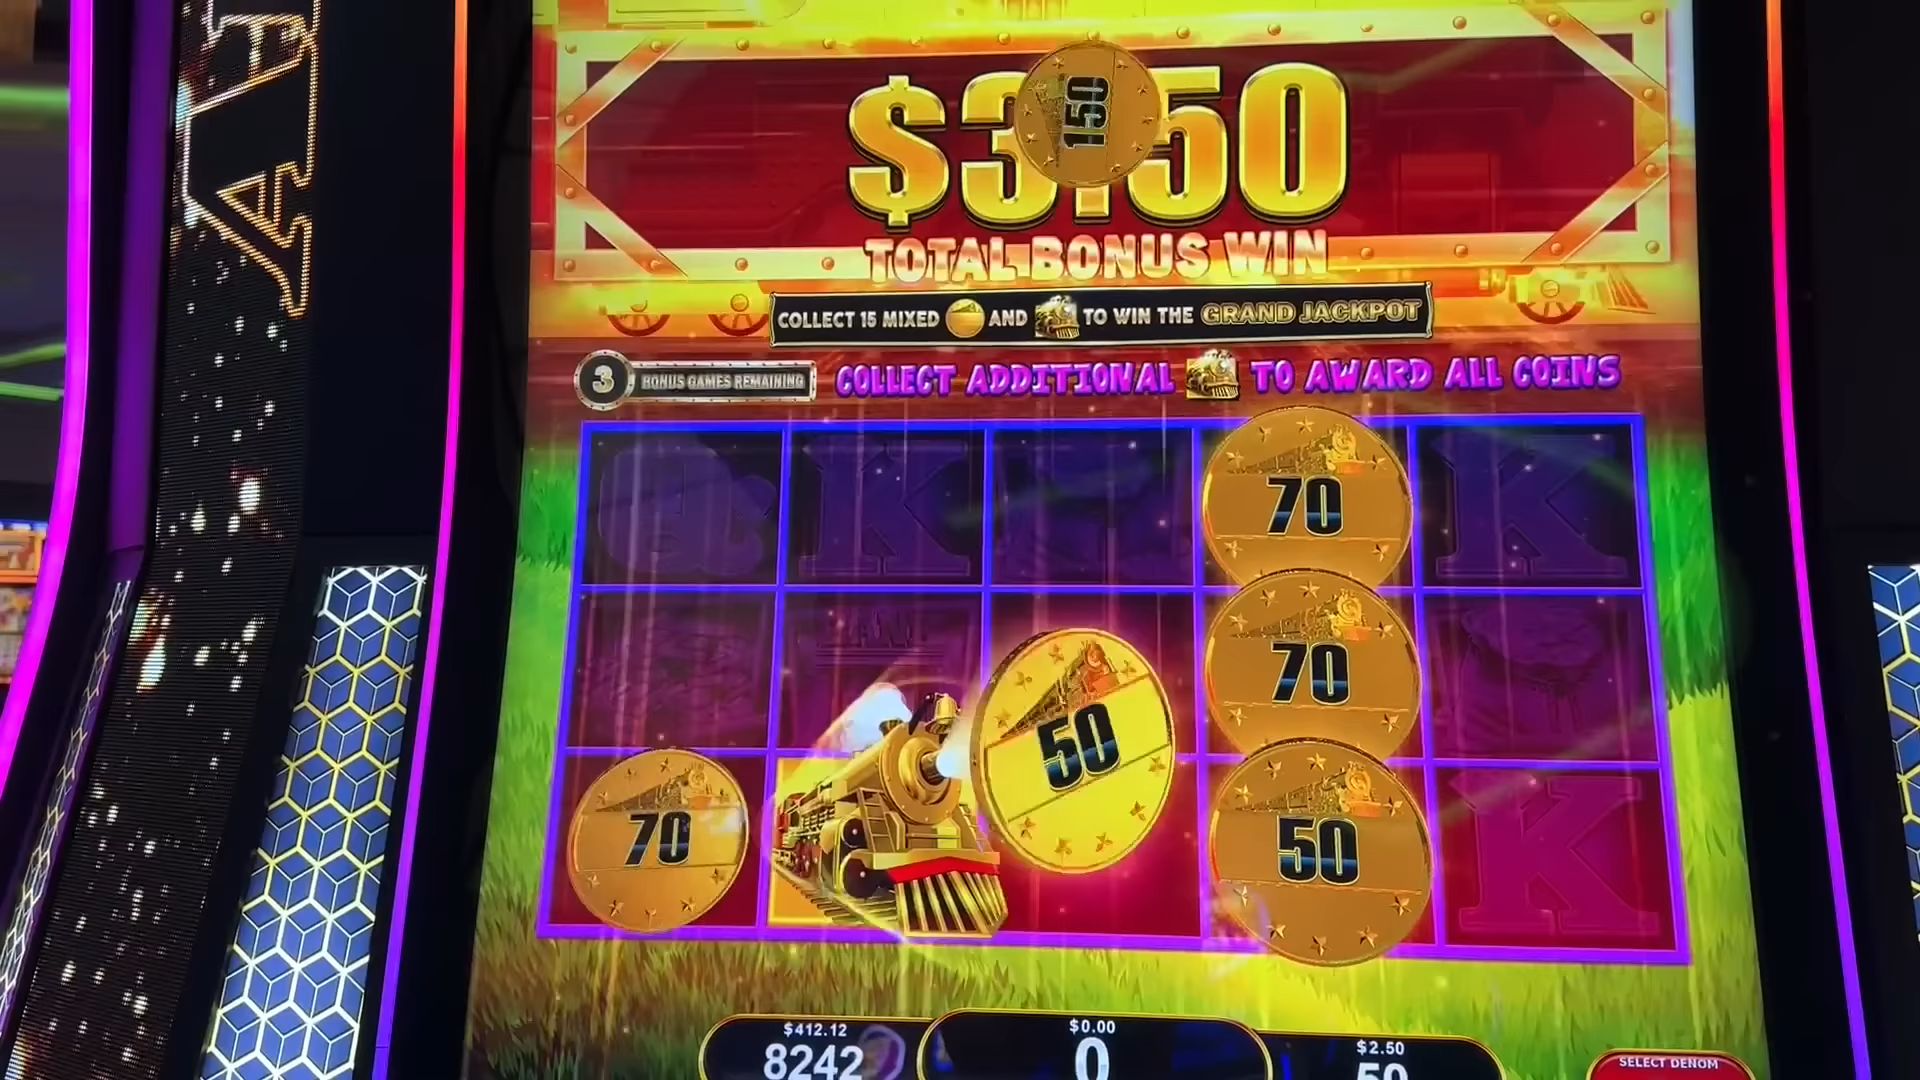 $3.50
150
TOTAL BONUS WIN
COLLECT 15 MIXED AND TO WIN THE GRAND JACKPOT
3 BONUS GAMES REMAINING
COLLECT ADDITIONAL TO AWARD ALL COINS
K
K
70
70
50
70
50
K
$412.12
8242
$0.00
0
$2.50
50
SELECT DENOM